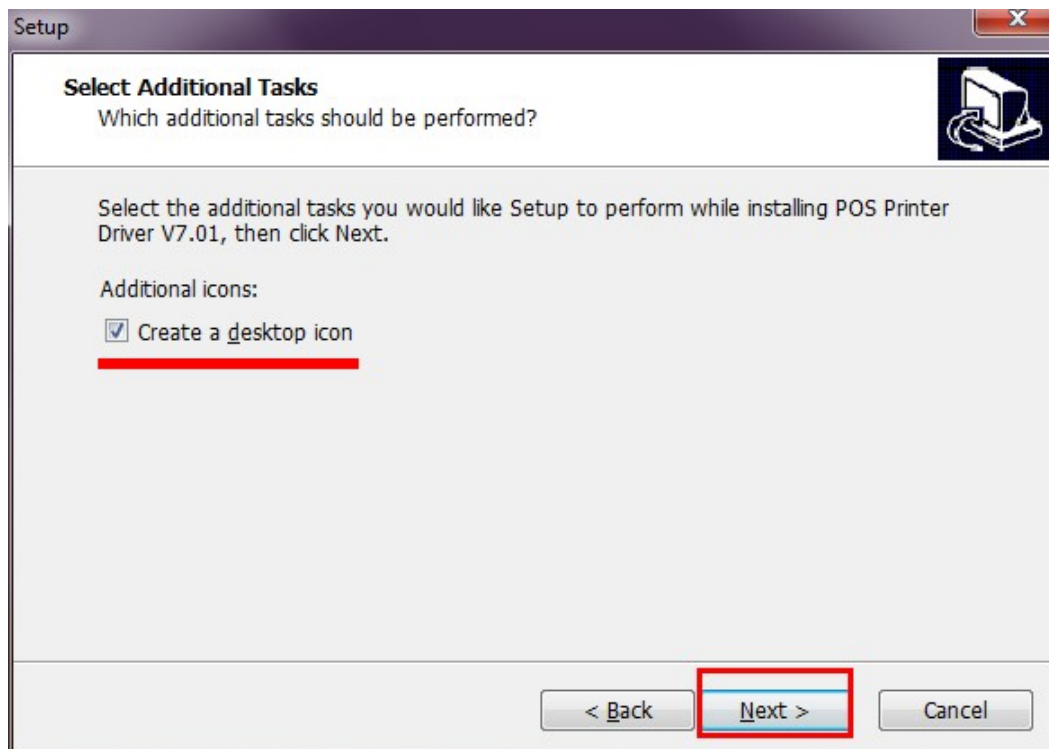 Setup
Select Additional Tasks
Which additional tasks should be performed?
Select the additional tasks you would like Setup to perform while installing POS Printer
Driver V7.01, then click Next.
Additional icons:
Create a desktop icon
< Back
Next >
Cancel